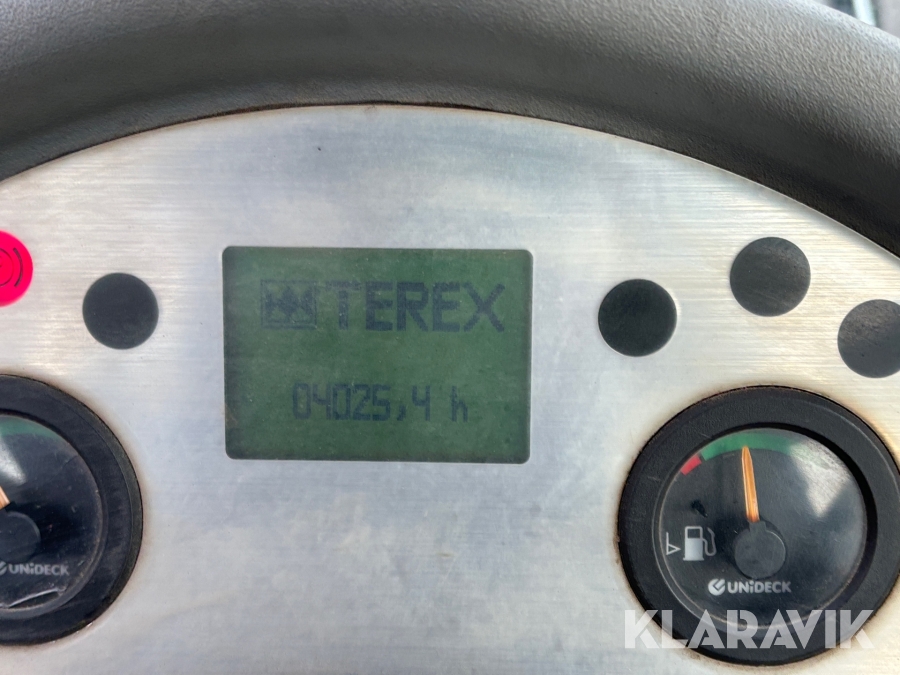 TEREX
04025,4 h
UNiDECK
UNiDECK
KLARAVIK